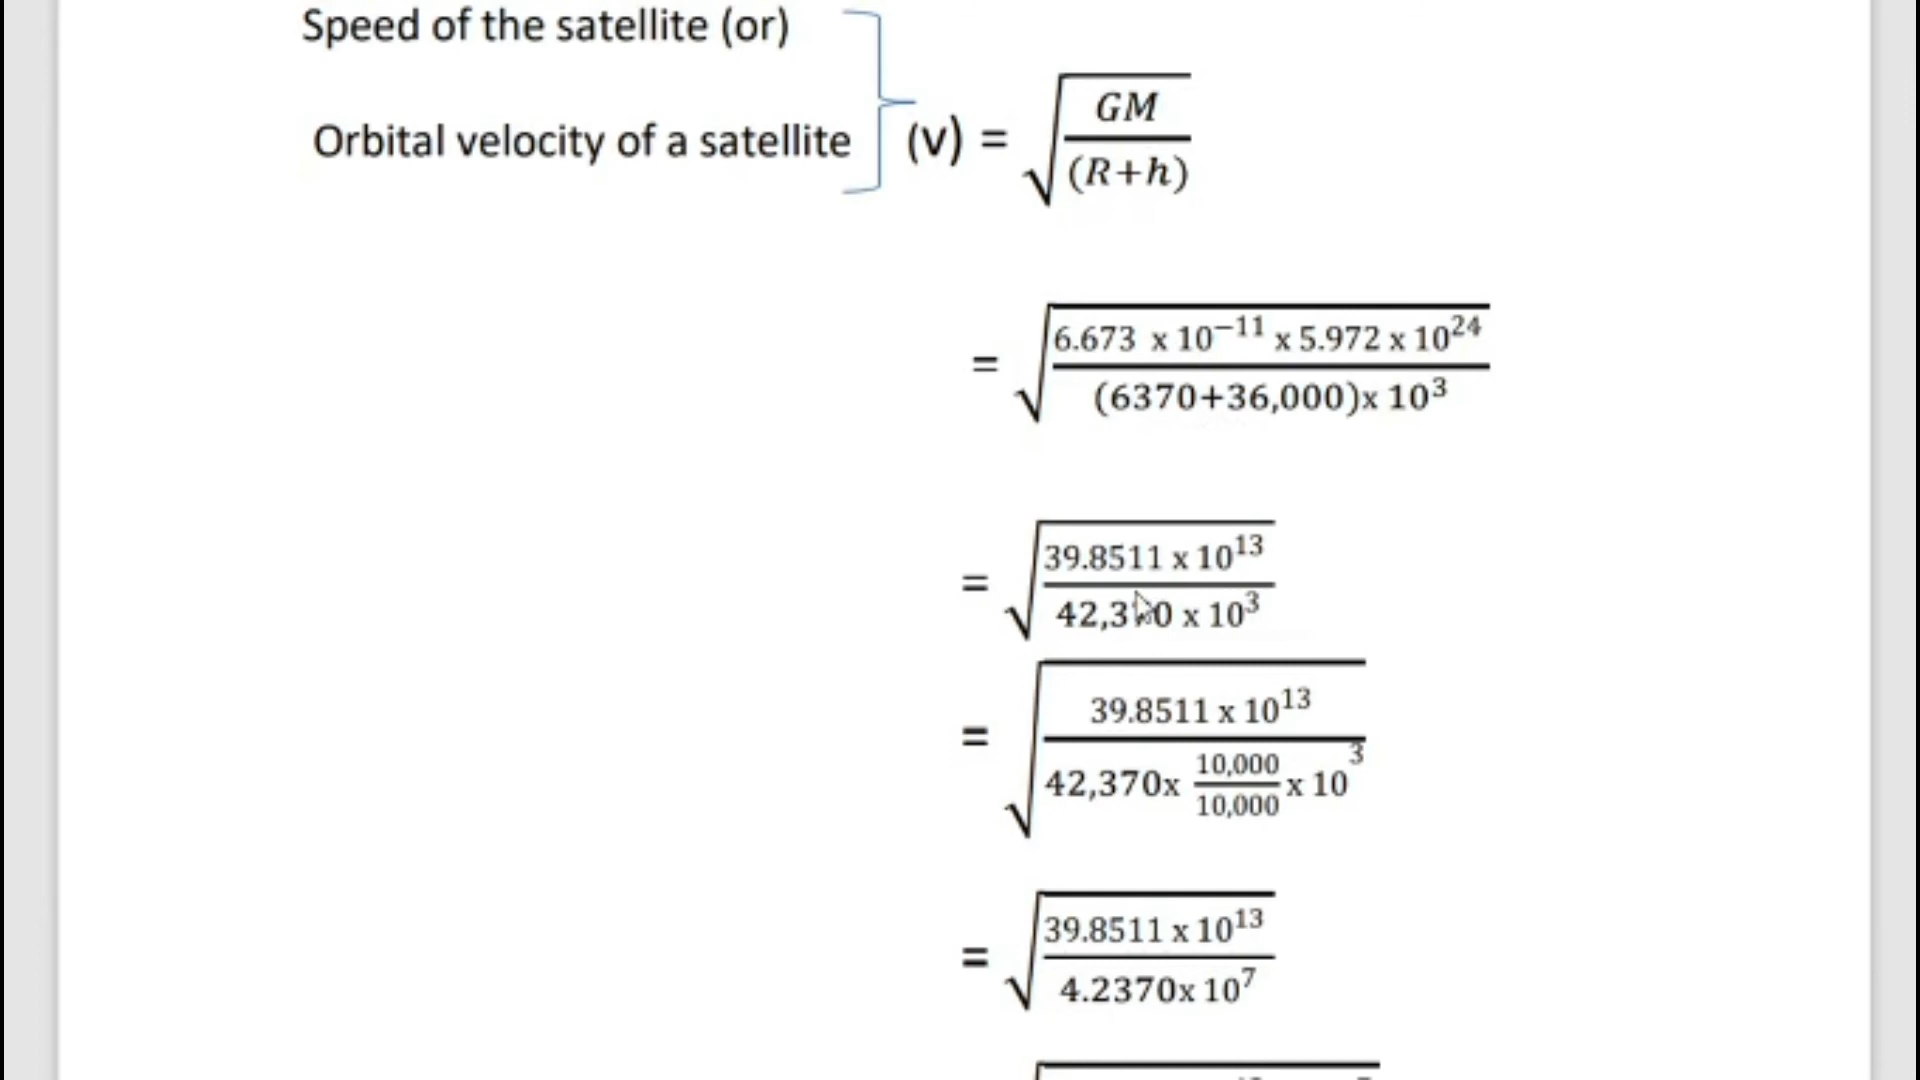 Speed of the satellite (or)
Orbital velocity of a satellite (v) = √(GM / (R+h))
= √(6.673 x 10⁻¹¹ x 5.972 x 10²⁴ / (6370+36,000)x 10³)
= √(39.8511 x 10¹³ / 42,370 x 10³)
= √(39.8511 x 10¹³ / 42,370x 10,000/10,000 x 10³)
= √(39.8511 x 10¹³ / 4.2370x 10⁷)